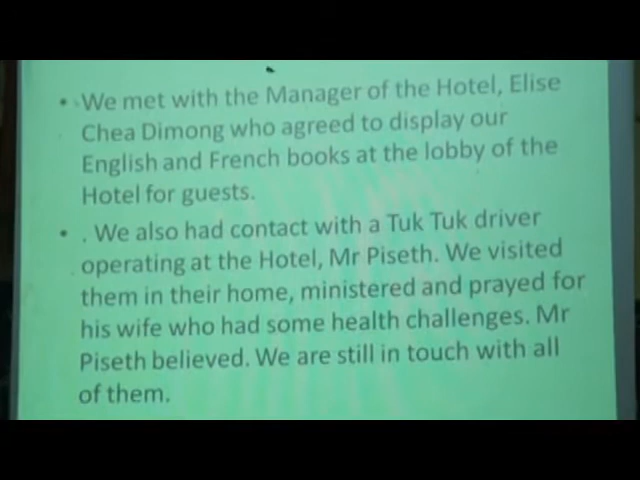 • We met with the Manager of the Hotel, Elise
Chea Dimong who agreed to display our
English and French books at the lobby of the
Hotel for guests.
• . We also had contact with a Tuk Tuk driver
operating at the Hotel, Mr Piseth. We visited
them in their home, ministered and prayed for
his wife who had some health challenges. Mr
Piseth believed. We are still in touch with all
of them.